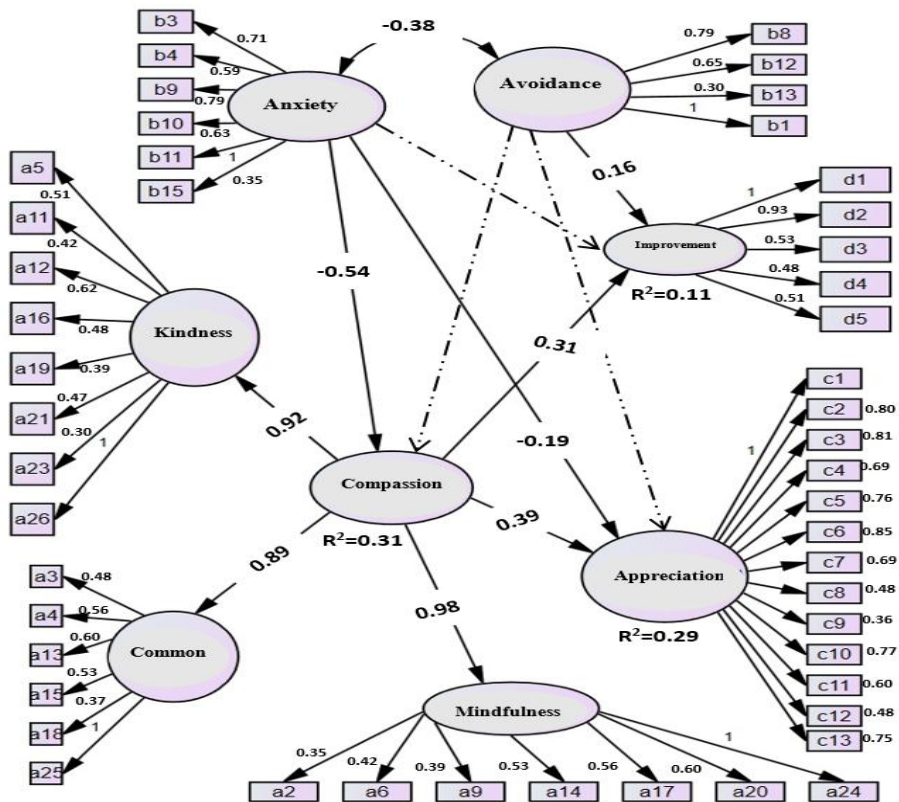 b3
b4
b9
b10
b11
b15
0.71
0.59
0.79
0.63
1
0.35
Anxiety
-0.38
Avoidance
0.79
0.65
0.30
1
b8
b12
b13
b1
a5
a11
a12
a16
a19
a21
a23
a26
0.51
0.42
0.62
0.48
0.39
0.47
0.30
1
Kindness
0.16
Improvement
R²=0.11
1
0.93
0.53
0.48
0.51
d1
d2
d3
d4
d5
-0.54
0.31
-0.19
0.92
Compassion
R²=0.31
0.39
0.89
0.98
Appreciation
R²=0.29
1
c1
c2 0.80
c3 0.81
c4 0.69
c5 0.76
c6 0.85
c7 0.69
c8 0.48
c9 0.36
c10 0.77
c11 0.60
c12 0.48
c13 0.75
a3
a4
a13
a15
a18
a25
0.48
0.56
0.60
0.53
0.37
1
Common
Mindfulness
0.35
0.42
0.39
0.53
0.56
0.60
1
a2
a6
a9
a14
a17
a20
a24